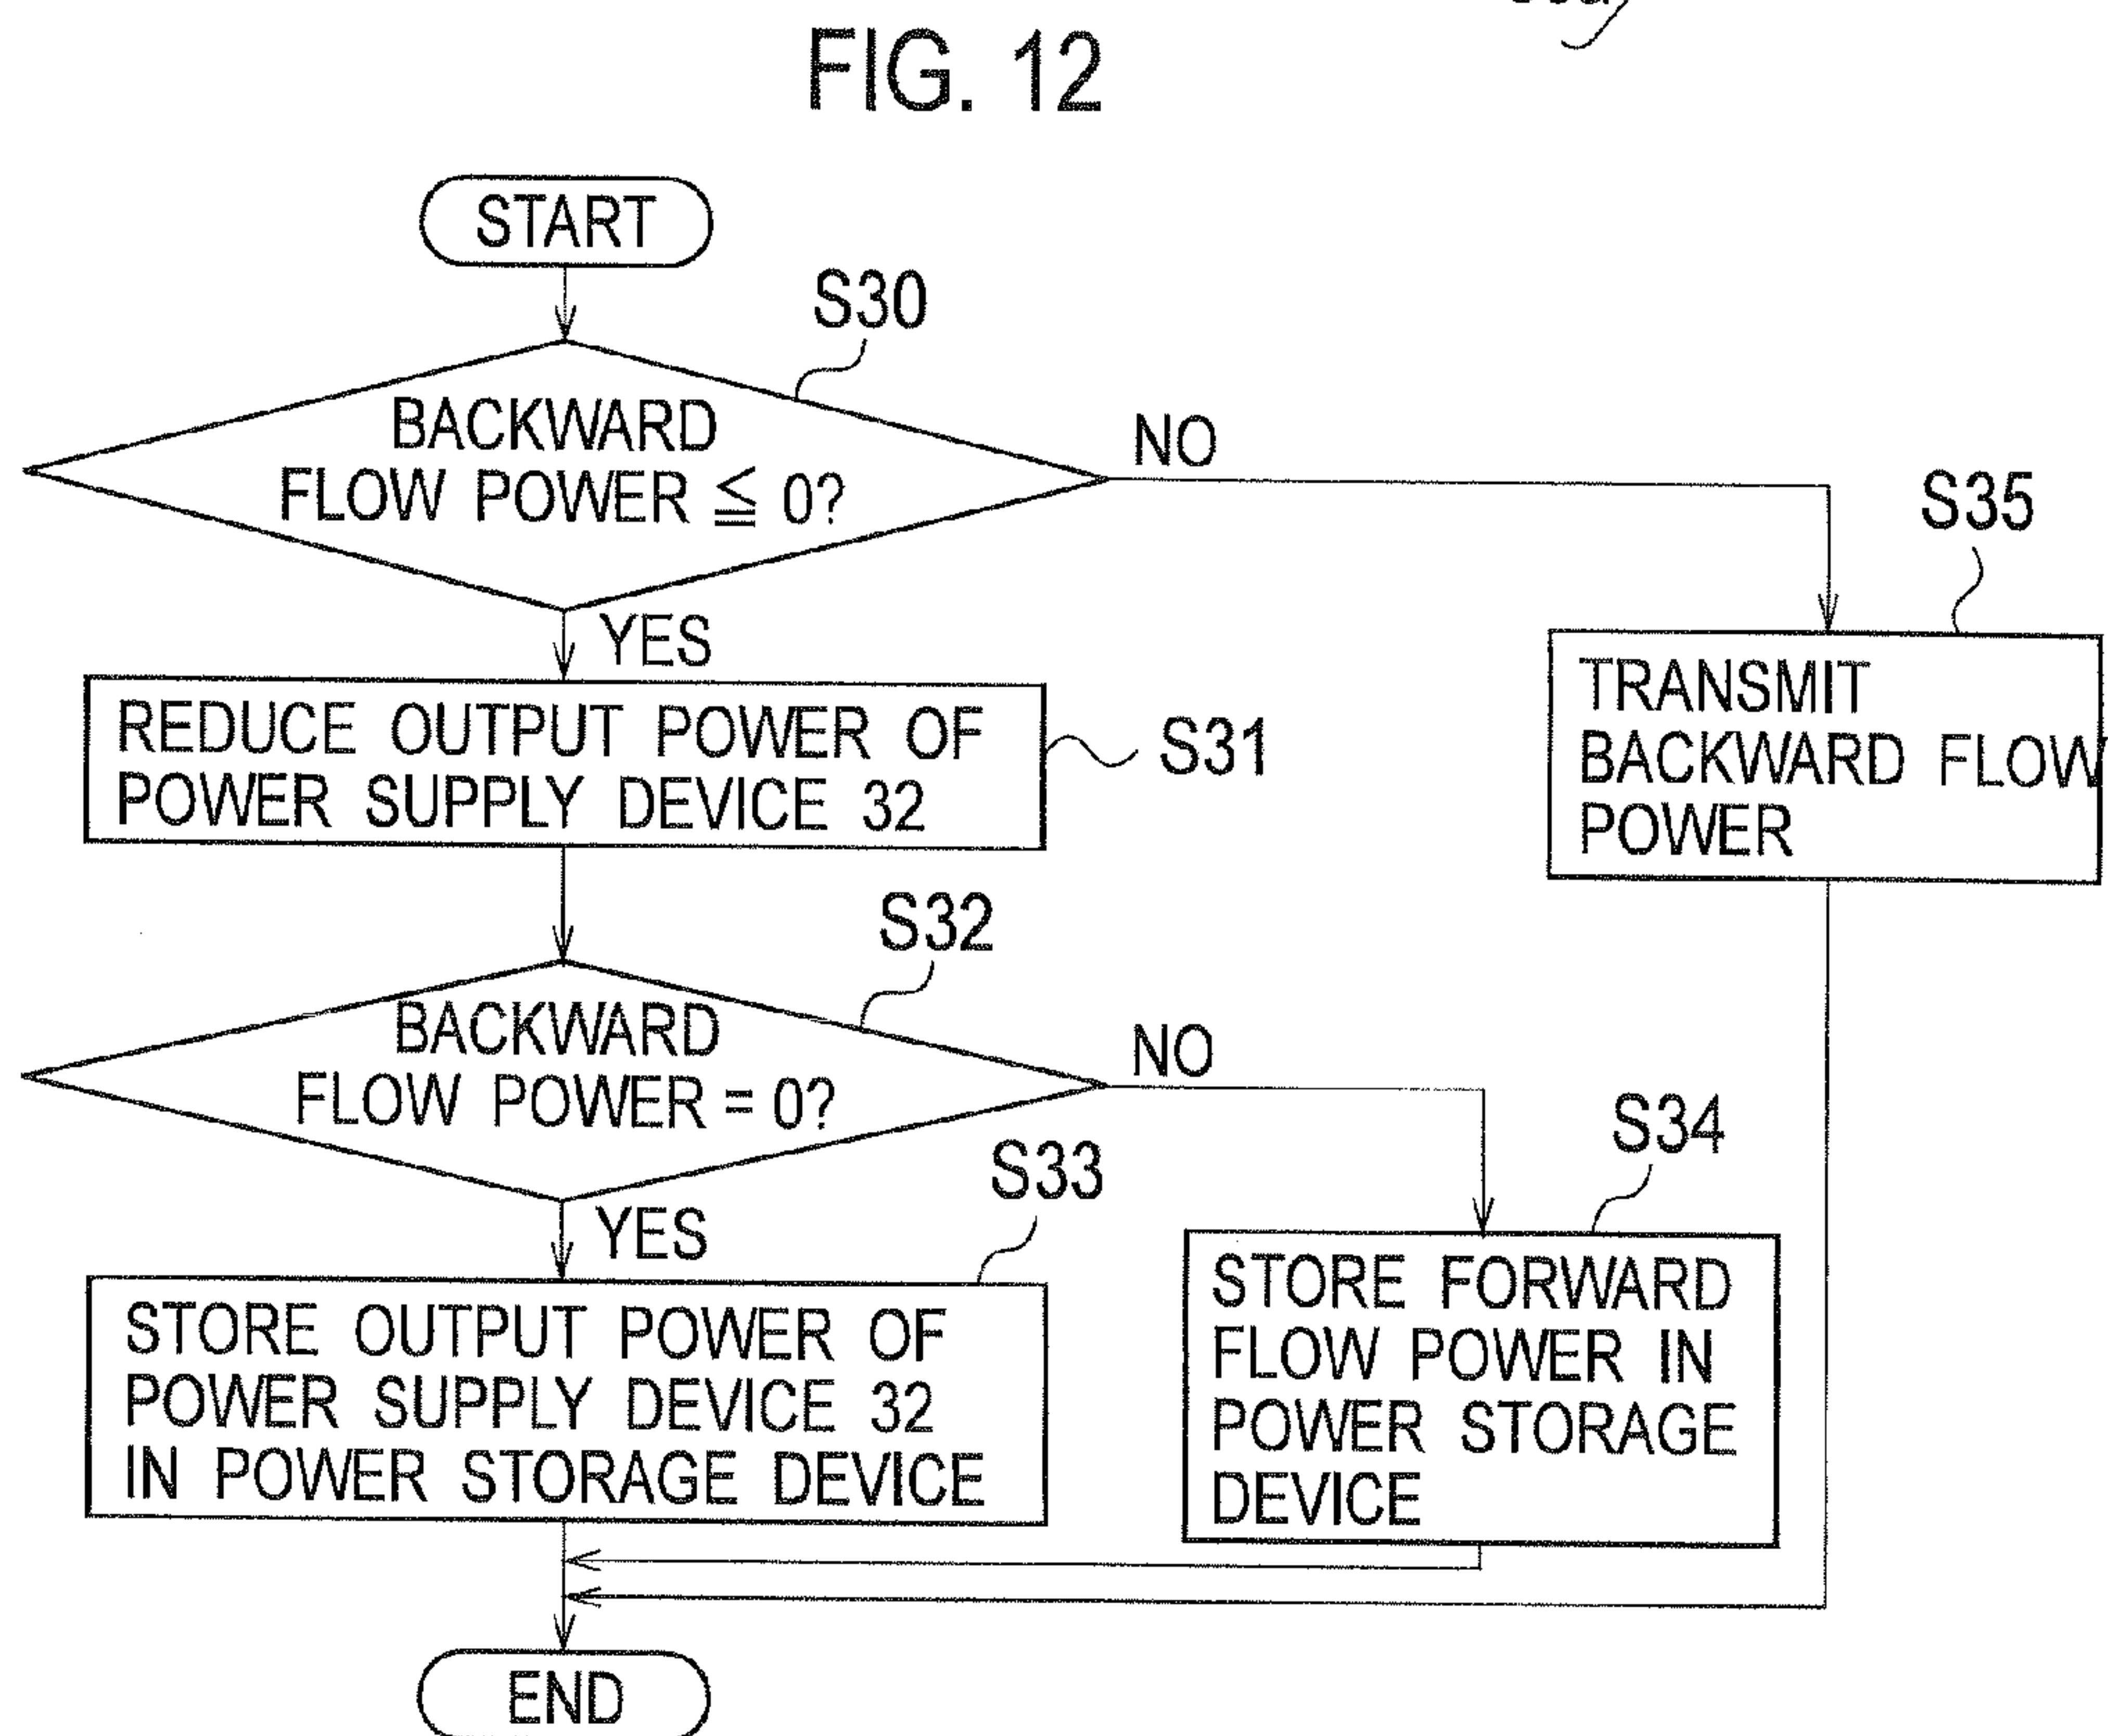 FIG. 12
START
S30
BACKWARD
FLOW POWER ≦ 0?
NO
YES
S35
TRANSMIT
BACKWARD FLOW
POWER
REDUCE OUTPUT POWER OF
POWER SUPPLY DEVICE 32
S31
S32
BACKWARD
FLOW POWER = 0?
NO
YES
S33
STORE OUTPUT POWER OF
POWER SUPPLY DEVICE 32
IN POWER STORAGE DEVICE
S34
STORE FORWARD
FLOW POWER IN
POWER STORAGE
DEVICE
END